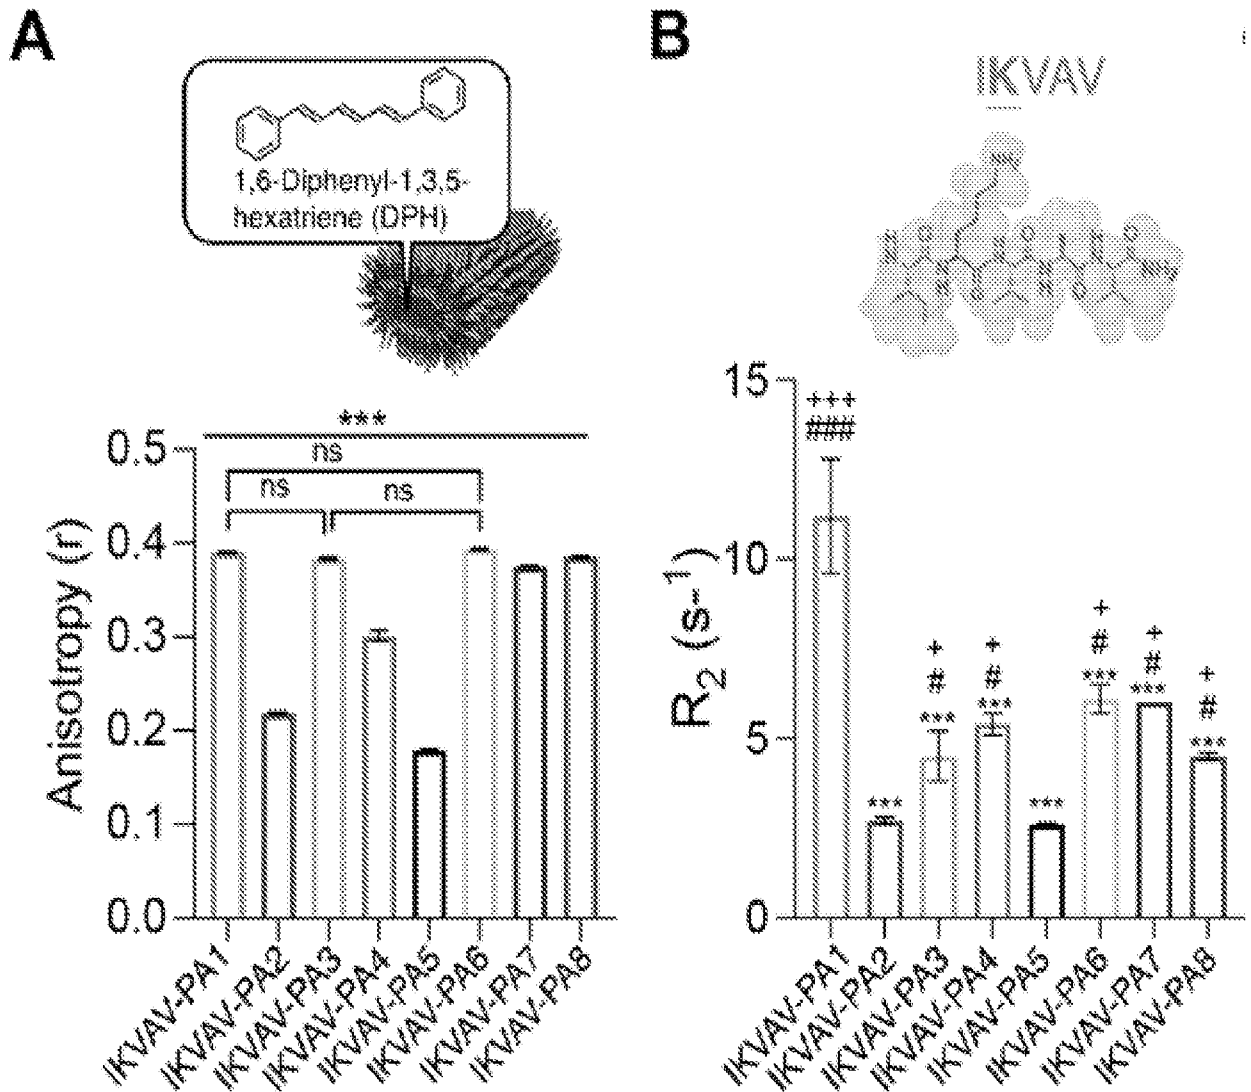 A
1,6-Diphenyl-1,3,5-
hexatriene (DPH)
***
ns
ns
ns
0.5
0.4
0.3
0.2
0.1
0.0
Anisotropy (r)
IKVAV-PA1
IKVAV-PA2
IKVAV-PA3
IKVAV-PA4
IKVAV-PA5
IKVAV-PA6
IKVAV-PA7
IKVAV-PA8
B
IKVAV
NH₂
NH₂
15
10
5
0
R₂ (s-¹)
+++
###
***
+
#
***
+
#
***
***
+
#
***
+
#
***
+
#
***
IKVAV-PA1
IKVAV-PA2
IKVAV-PA3
IKVAV-PA4
IKVAV-PA5
IKVAV-PA6
IKVAV-PA7
IKVAV-PA8